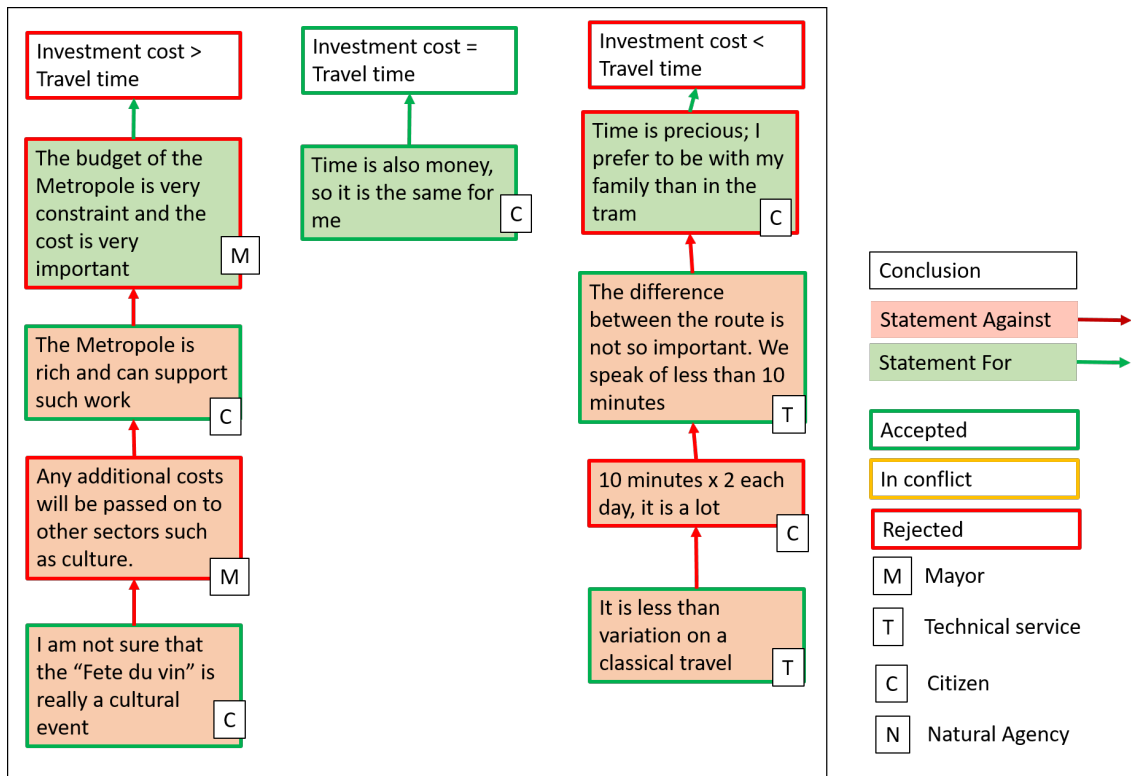 Investment cost >
Travel time
The budget of the
Metropole is very
constraint and the
cost is very
important
M
The Metropole is
rich and can support
such work
C
Any additional costs
will be passed on to
other sectors such
as culture.
M
I am not sure that
the “Fete du vin” is
really a cultural
event
C
Investment cost =
Travel time
Time is also money,
so it is the same for
me
C
Investment cost <
Travel time
Time is precious; I
prefer to be with my
family than in the
tram
C
The difference
between the route is
not so important. We
speak of less than 10
minutes
T
10 minutes x 2 each
day, it is a lot
C
It is less than
variation on a
classical travel
T
Conclusion
Statement Against
Statement For
Accepted
In conflict
Rejected
M Mayor
T Technical service
C Citizen
N Natural Agency